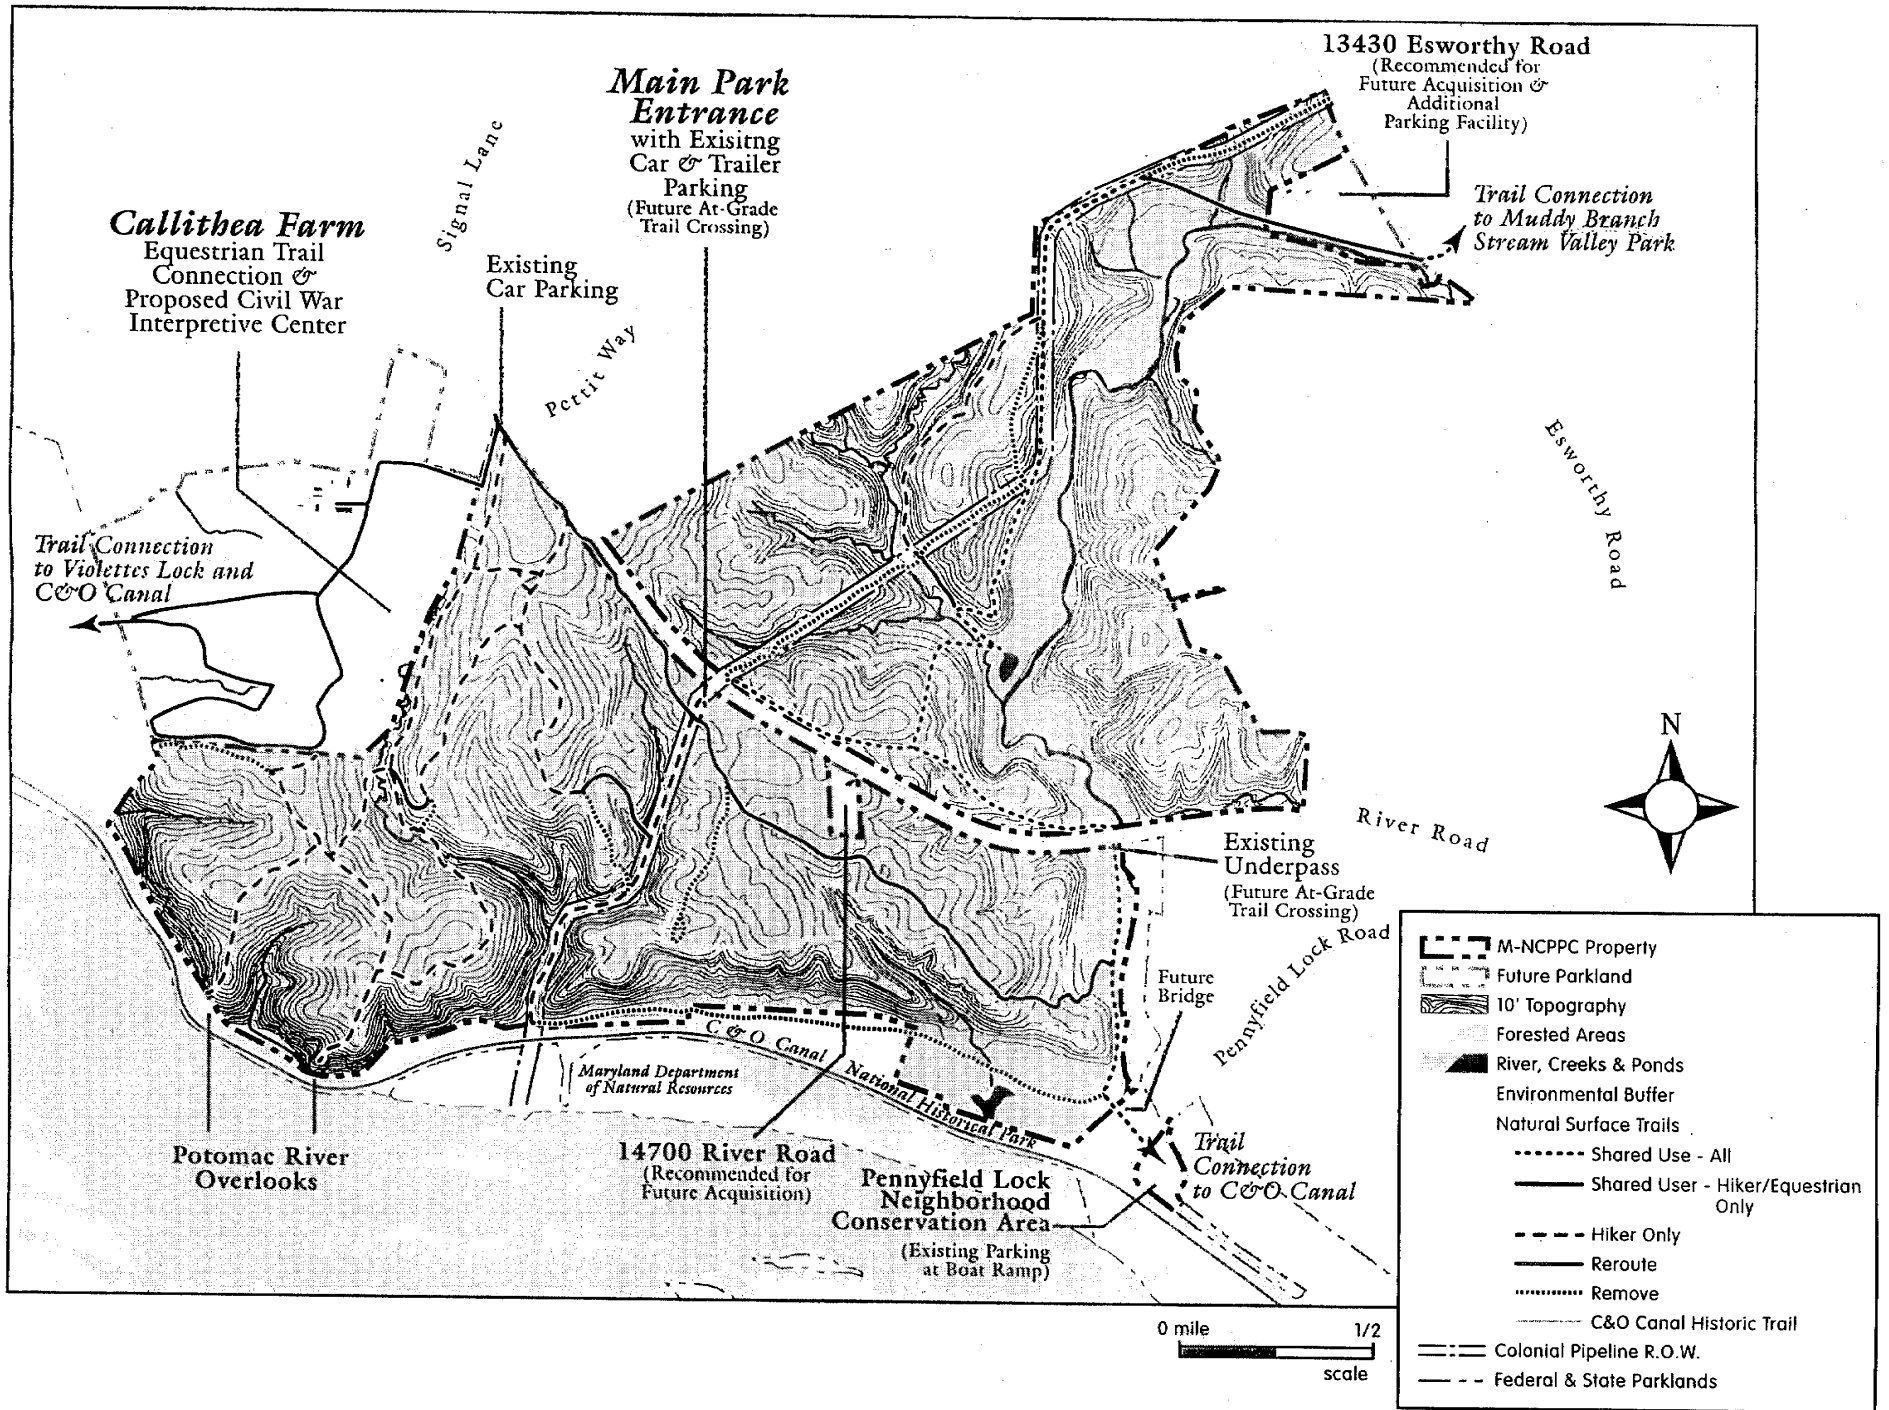 13430 Esworthy Road
(Recommended for
Future Acquisition &
Additional
Parking Facility)
Main Park
Entrance
with Exisitng
Car & Trailer
Parking
(Future At-Grade
Trail Crossing)
Signal Lane
Trail Connection
to Muddy Branch
Stream Valley Park
Callithea Farm
Equestrian Trail
Connection &
Proposed Civil War
Interpretive Center
Existing
Car Parking
Pettit Way
Esworthy Road
Trail Connection
to Violettes Lock and
C&O Canal
N
River Road
Existing
Underpass
(Future At-Grade
Trail Crossing)
Pennyfield Lock Road
Future
Bridge
C & O Canal National Historical Park
Maryland Department
of Natural Resources
Potomac River
Overlooks
14700 River Road
(Recommended for
Future Acquisition)
Pennyfield Lock
Neighborhood
Conservation Area
(Existing Parking
at Boat Ramp)
Trail
Connection
to C&O Canal
0 mile 1/2
scale
M-NCPPC Property
Future Parkland
10' Topography
Forested Areas
River, Creeks & Ponds
Environmental Buffer
Natural Surface Trails
Shared Use - All
Shared User - Hiker/Equestrian
Only
Hiker Only
Reroute
Remove
C&O Canal Historic Trail
Colonial Pipeline R.O.W.
Federal & State Parklands